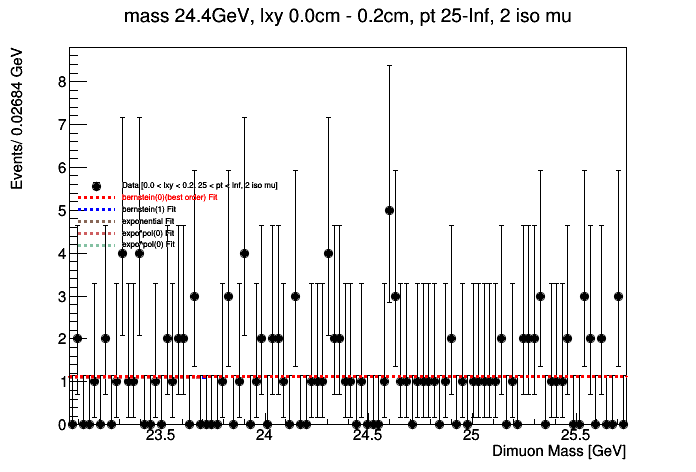 mass 24.4GeV, lxy 0.0cm - 0.2cm, pt 25-Inf, 2 iso mu
Events/ 0.02684 GeV
8
7
6
5
4
3
2
1
0
Data [0.0 < lxy < 0.2, 25 < pt < Inf, 2 iso mu]
bernstein(0)(best order) Fit
bernstein(1) Fit
exponential Fit
expo*pol(0) Fit
expo*pol(0) Fit
23.5 24 24.5 25 25.5
Dimuon Mass [GeV]